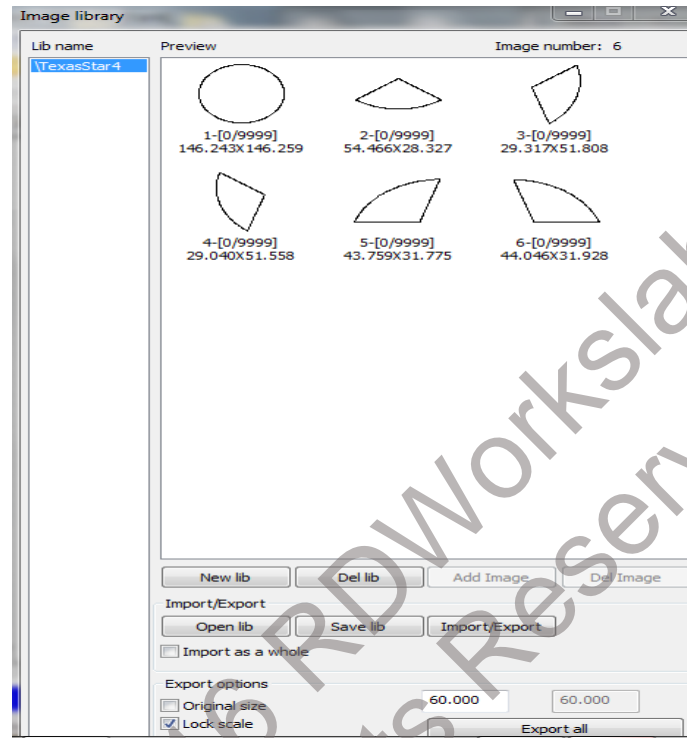 Image library
Lib name Preview Image number: 6
\TexasStar4
1-[0/9999] 2-[0/9999] 3-[0/9999]
146.243X146.259 54.466X28.327 29.317X51.808
4-[0/9999] 5-[0/9999] 6-[0/9999]
29.040X51.558 43.759X31.775 44.046X31.928
New lib Del lib Add Image Del Image
Import/Export
Open lib Save lib Import/Export
Import as a whole
Export options
Original size 60.000 60.000
Lock scale Export all